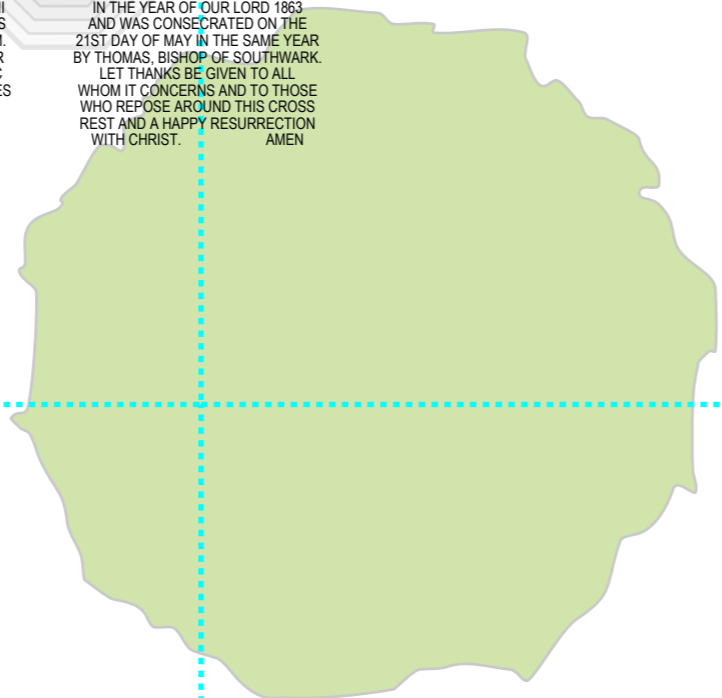 IN THE YEAR OF OUR LORD 1863
AND WAS CONSECRATED ON THE
21ST DAY OF MAY IN THE SAME YEAR
BY THOMAS, BISHOP OF SOUTHWARK.
LET THANKS BE GIVEN TO ALL
WHOM IT CONCERNS AND TO THOSE
WHO REPOSE AROUND THIS CROSS
REST AND A HAPPY RESURRECTION
WITH CHRIST. AMEN